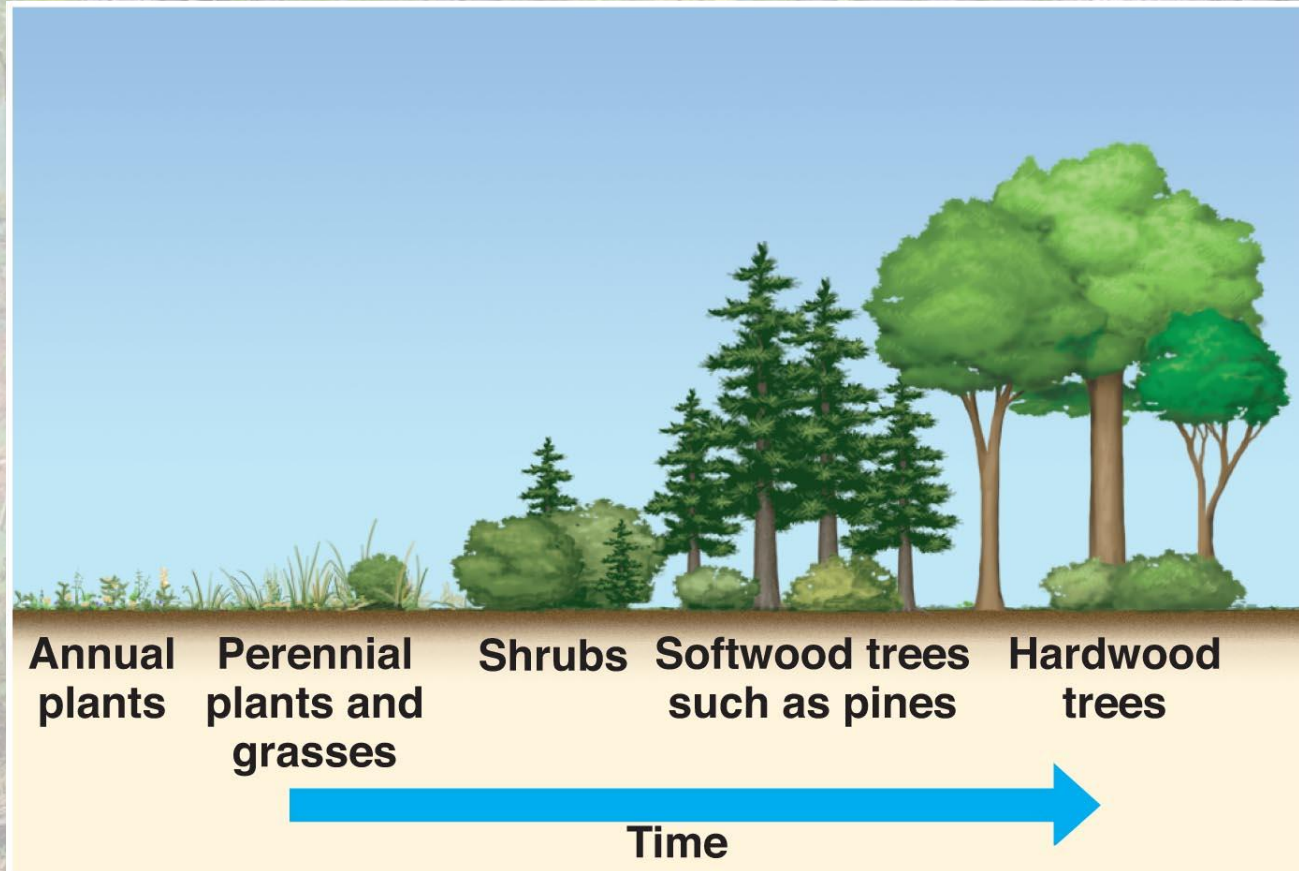 Annual
plants
Perennial
plants and
grasses
Shrubs
Softwood trees
such as pines
Hardwood
trees
Time